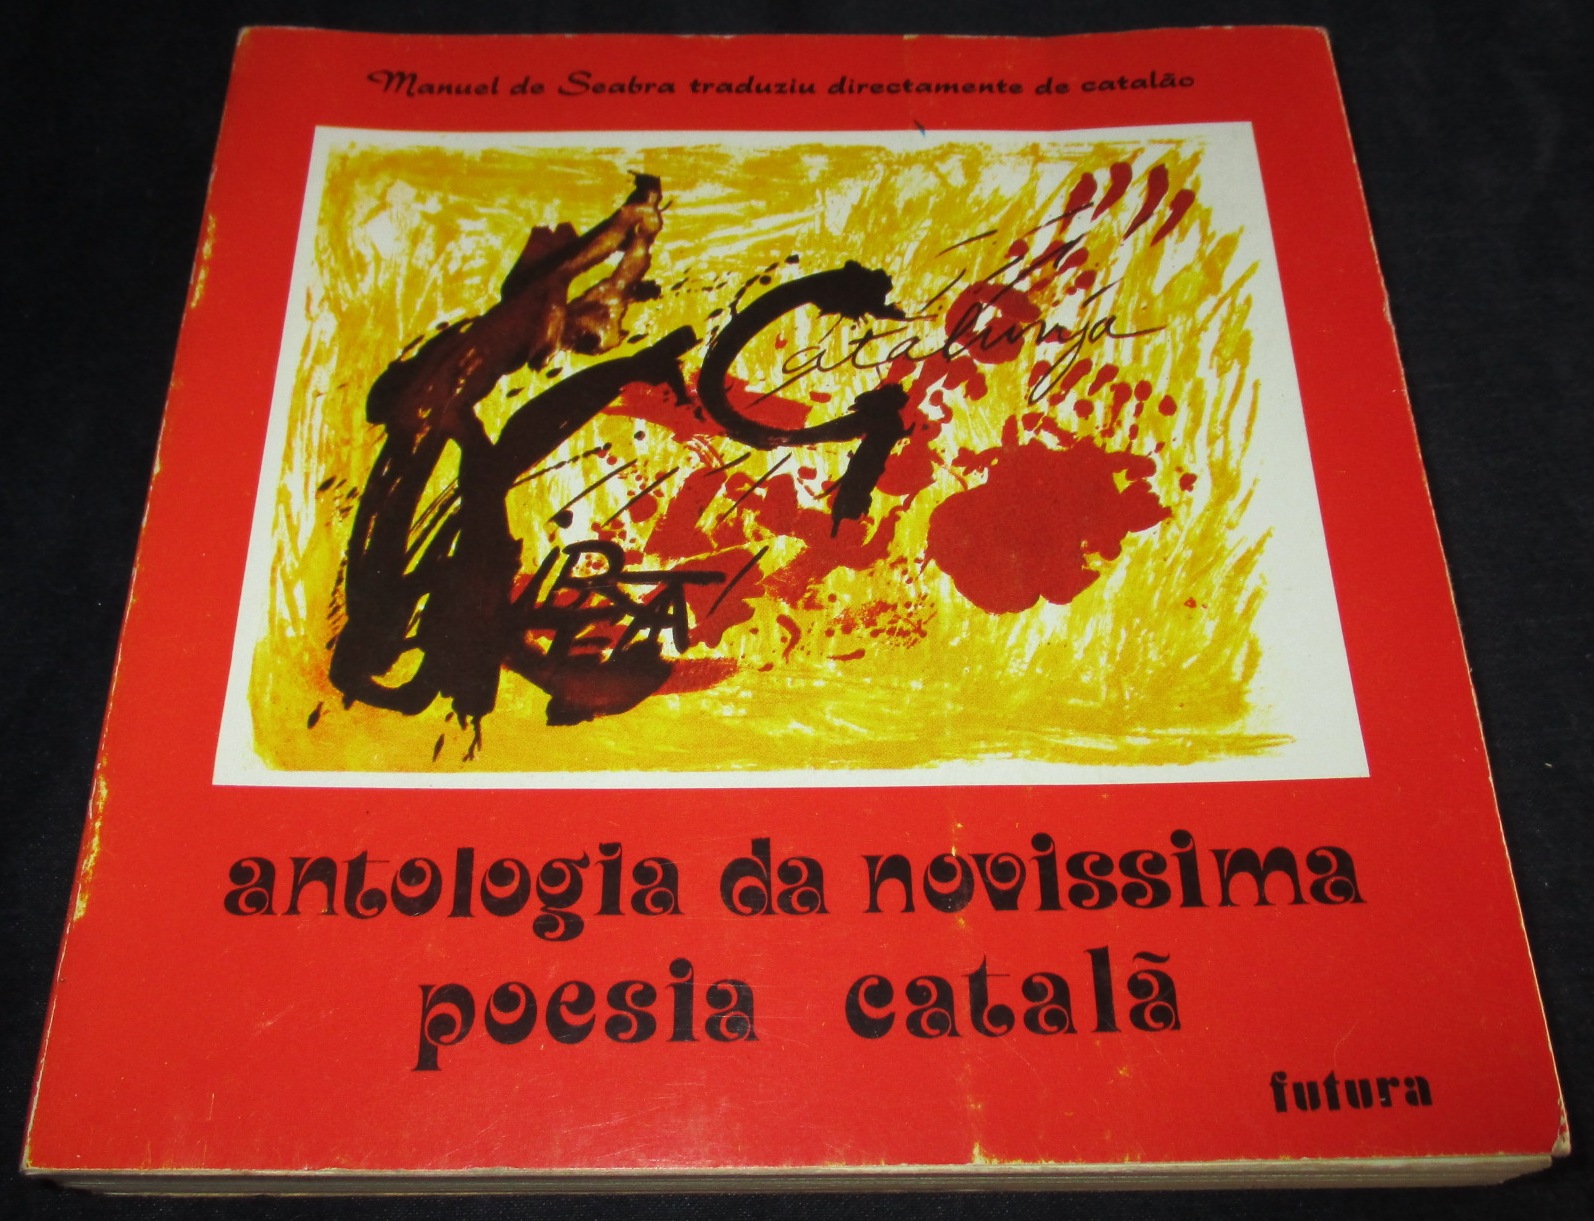 Manuel de Seabra traduziu directamente de catalão
Catalunya
antologia da novissima
poesia catalã
futura